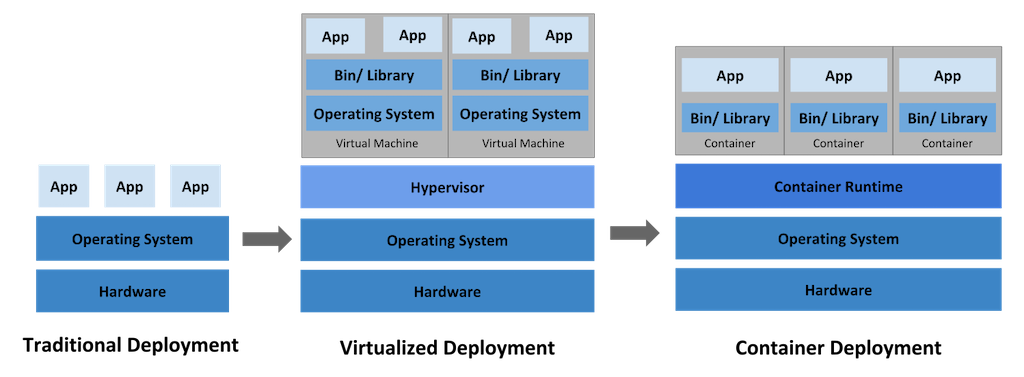 App App App
Operating System
Hardware
Traditional Deployment
App App App App
Bin/ Library Bin/ Library
Operating System Operating System
Virtual Machine Virtual Machine
Hypervisor
Operating System
Hardware
Virtualized Deployment
App App App
Bin/ Library Bin/ Library Bin/ Library
Container Container Container
Container Runtime
Operating System
Hardware
Container Deployment